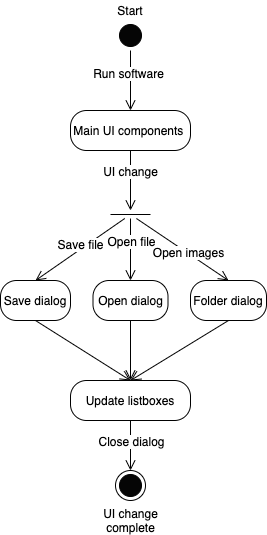 Start
Run software
Main UI components
UI change
Save file
Open file
Open images
Save dialog
Open dialog
Folder dialog
Update listboxes
Close dialog
UI change
complete